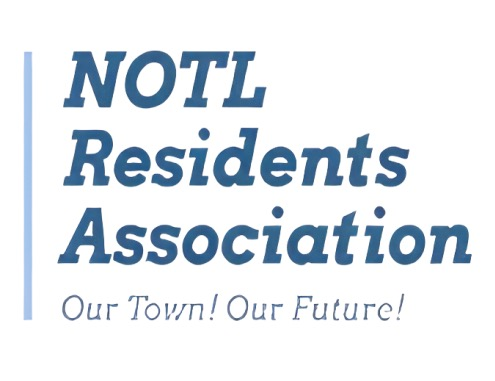 NOTL
Residents
Association
Our Town! Our Future!